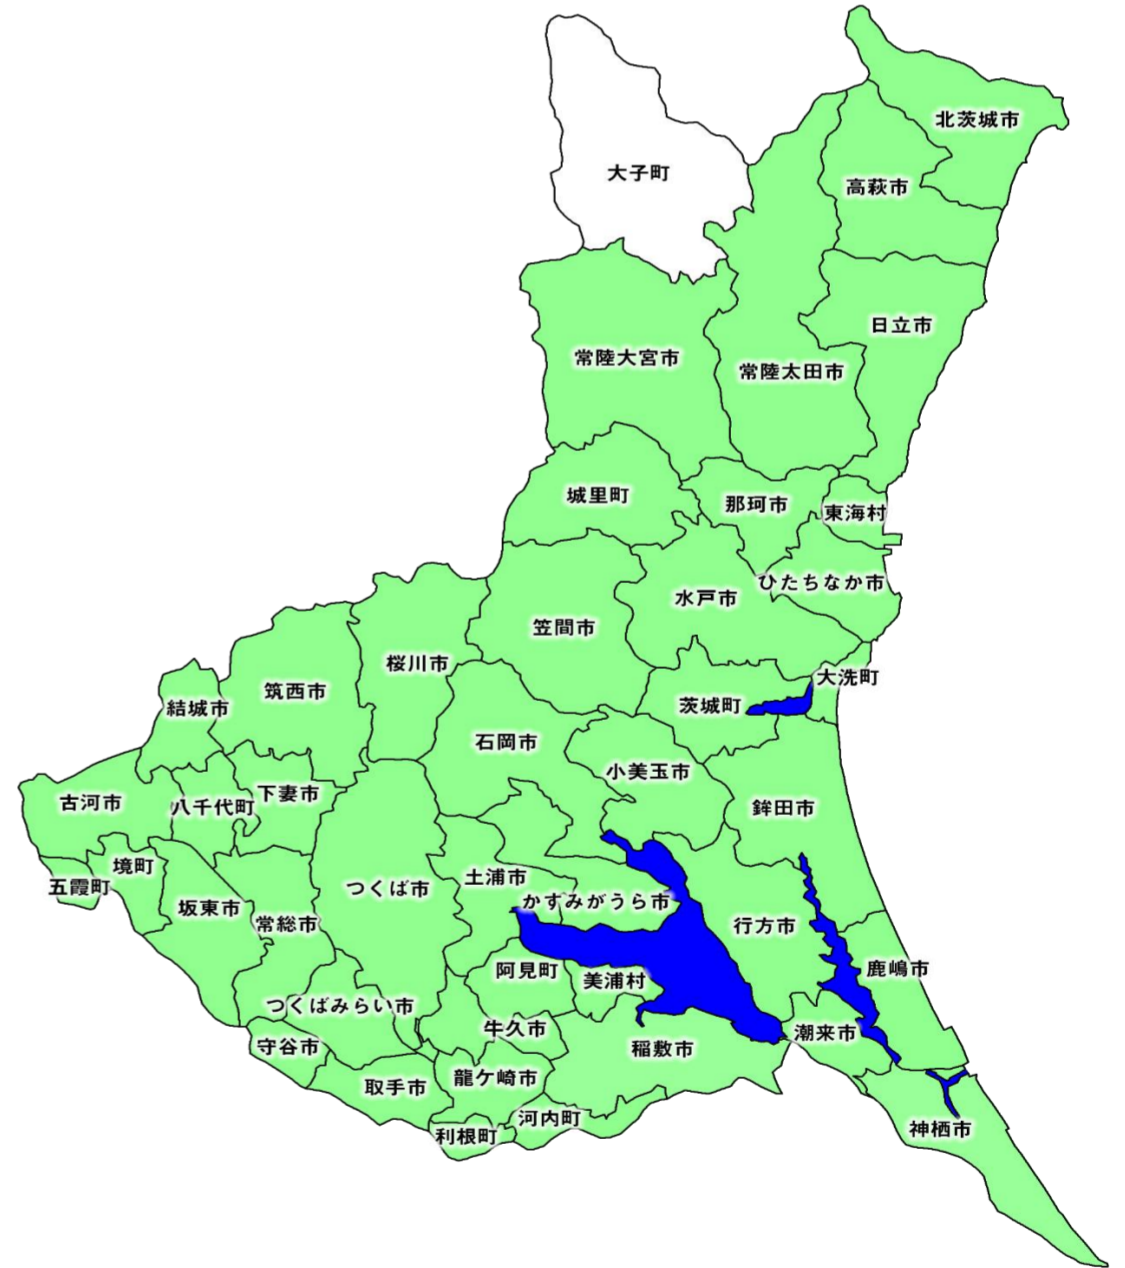 北茨城市
大子町
高萩市
日立市
常陸大宮市
常陸太田市
城里町
那珂市
東海村
ひたちなか市
水戸市
笠間市
桜川市
大洗町
筑西市
茨城町
結城市
石岡市
小美玉市
下妻市
古河市
八千代町
鉾田市
境町
五霞町
土浦市
つくば市
かすみがうら市
坂東市
常総市
行方市
鹿嶋市
阿見町
美浦村
つくばみらい市
牛久市
潮来市
守谷市
稲敷市
龍ケ崎市
取手市
河内町
神栖市
利根町